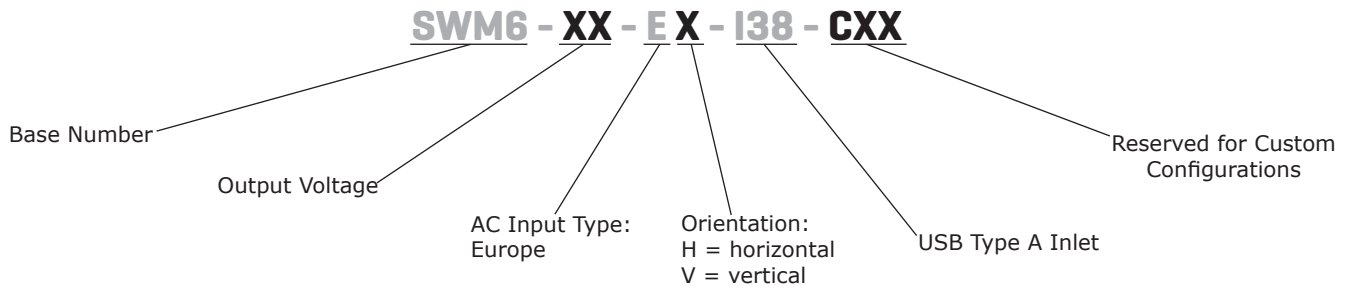 SWM6 - XX - E X - I38 - CXX
Base Number
Output Voltage
AC Input Type:
Europe
Orientation:
H = horizontal
V = vertical
USB Type A Inlet
Reserved for Custom
Configurations